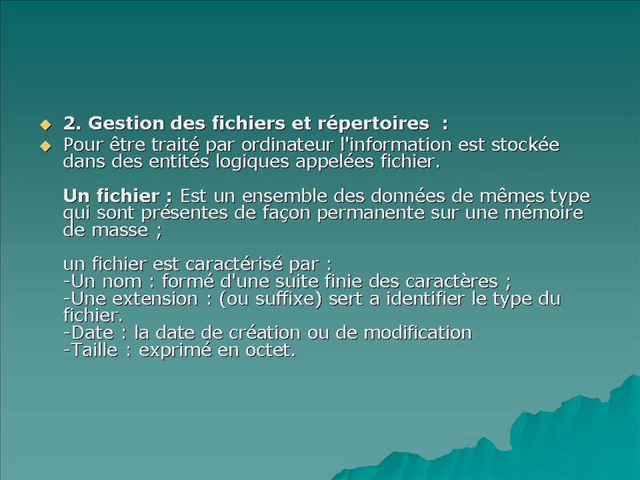 2. Gestion des fichiers et répertoires  :
Pour être traité par ordinateur l'information est stockée
dans des entités logiques appelées fichier.
Un fichier : Est un ensemble des données de mêmes type
qui sont présentes de façon permanente sur une mémoire
de masse ;
un fichier est caractérisé par :
-Un nom : formé d'une suite finie des caractères ;
-Une extension : (ou suffixe) sert a identifier le type du
fichier.
-Date : la date de création ou de modification
-Taille : exprimé en octet.